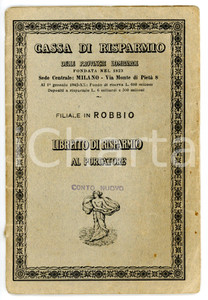 CASSA DI RISPARMIO
DELLE PROVINCIE LOMBARDE
FONDATA NEL 1823
Sede Centrale: MILANO - Via Monte di Pietà 8
FILIALE IN ROBBIO
LIBRETTO DI RISPARMIO
AL PORTATORE
CONTO NUOVO